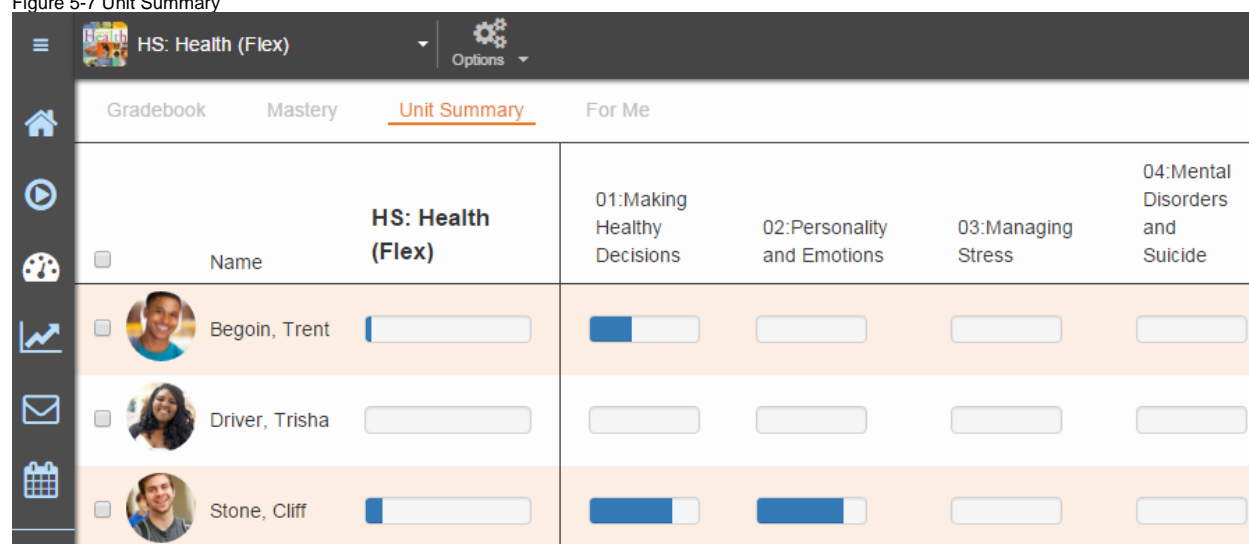 Figure 5-7 Unit Summary
Health
HS: Health (Flex)
Options
Gradebook Mastery Unit Summary For Me
Name
HS: Health
(Flex)
01:Making
Healthy
Decisions
02:Personality
and Emotions
03:Managing
Stress
04:Mental
Disorders
and
Suicide
Begoin, Trent
Driver, Trisha
Stone, Cliff